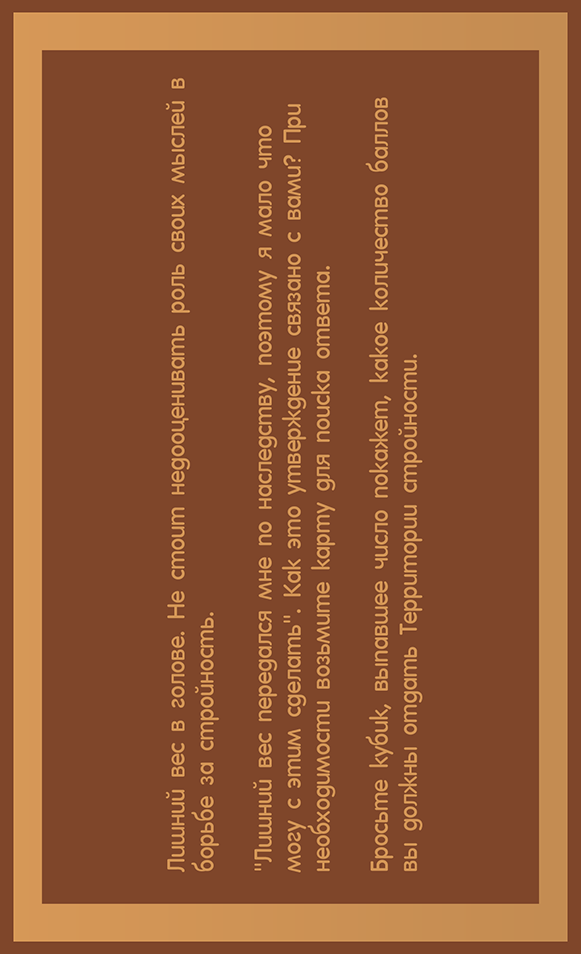 Лишний вес в голове. Не стоит недооценивать роль своих мыслей в
борьбе за стройность.
"Лишний вес передался мне по наследству, поэтому я мало что
могу с этим сделать". Как это утверждение связано с вами? При
необходимости возьмите карту для поиска ответа.
Бросьте кубик, выпавшее число покажет, какое количество баллов
вы должны отдать Территории стройности.